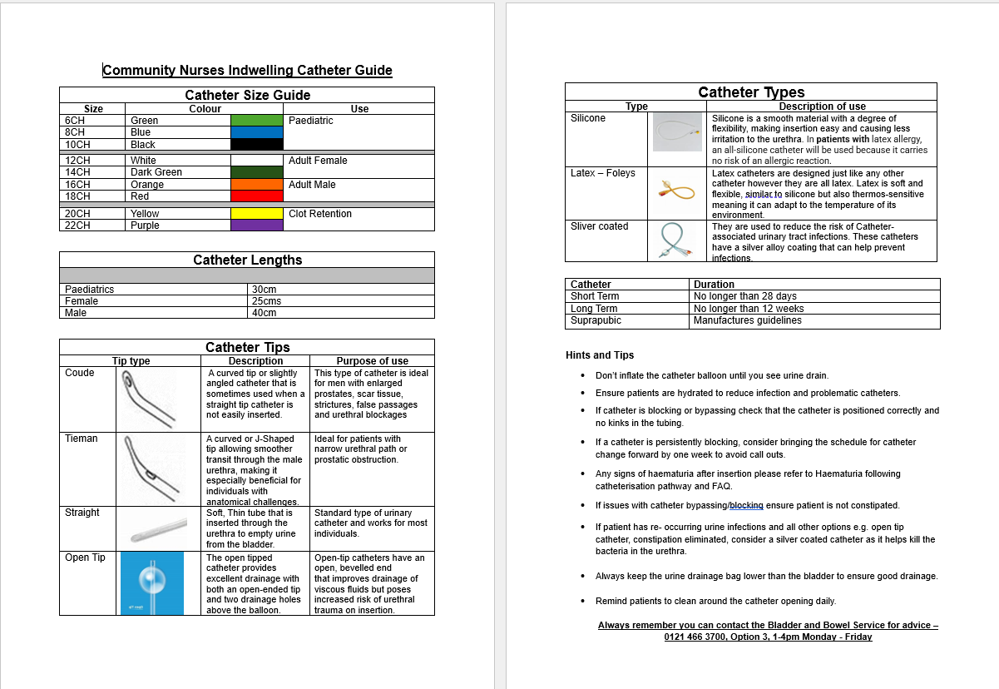 Community Nurses Indwelling Catheter Guide
Catheter Size Guide
Size Colour Use
6CH Green Paediatric
8CH Blue
10CH Black
12CH White Adult Female
14CH Dark Green
16CH Orange Adult Male
18CH Red
20CH Yellow Clot Retention
22CH Purple
Catheter Lengths
Paediatrics 30cm
Female 25cms
Male 40cm
Catheter Tips
Tip type Description Purpose of use
Coude
A curved tip or slightly
angled catheter that is
sometimes used when a
straight tip catheter is
not easily inserted.
This type of catheter is ideal
for men with enlarged
prostates, scar tissue,
strictures, false passages
and urethral blockages
Tieman
A curved or J-Shaped
tip allowing smoother
transit through the male
urethra, making it
especially beneficial for
individuals with
anatomical challenges.
Ideal for patients with
narrow urethral path or
prostatic obstruction.
Straight
Soft, Thin tube that is
inserted through the
urethra to empty urine
from the bladder.
Standard type of urinary
catheter and works for most
individuals.
Open Tip
The open tipped
catheter provides
excellent drainage with
both an open-ended tip
and two drainage holes
above the balloon.
Open-tip catheters have an
open, bevelled end
that improves drainage of
viscous fluids but poses
increased risk of urethral
trauma on insertion.
Catheter Types
Type Description of use
Silicone
Silicone is a smooth material with a degree of
flexibility, making insertion easy and causing less
irritation to the urethra. In patients with latex allergy,
an all-silicone catheter will be used because it carries
no risk of an allergic reaction.
Latex – Foleys
Latex catheters are designed just like any other
catheter however they are all latex. Latex is soft and
flexible, similar to silicone but also thermos-sensitive
meaning it can adapt to the temperature of its
environment.
Sliver coated
They are used to reduce the risk of Catheter-
associated urinary tract infections. These catheters
have a silver alloy coating that can help prevent
infections.
Catheter Duration
Short Term No longer than 28 days
Long Term No longer than 12 weeks
Suprapubic Manufactures guidelines
Hints and Tips
• Don't inflate the catheter balloon until you see urine drain.
• Ensure patients are hydrated to reduce infection and problematic catheters.
• If catheter is blocking or bypassing check that the catheter is positioned correctly and
no kinks in the tubing.
• If a catheter is persistently blocking, consider bringing the schedule for catheter
change forward by one week to avoid call outs.
• Any signs of haematuria after insertion please refer to Haematuria following
catheterisation pathway and FAQ.
• If issues with catheter bypassing/blocking ensure patient is not constipated.
• If patient has re- occurring urine infections and all other options e.g. open tip
catheter, constipation eliminated, consider a silver coated catheter as it helps kill the
bacteria in the urethra.
• Always keep the urine drainage bag lower than the bladder to ensure good drainage.
• Remind patients to clean around the catheter opening daily.
Always remember you can contact the Bladder and Bowel Service for advice –
0121 466 3700, Option 3, 1-4pm Monday - Friday